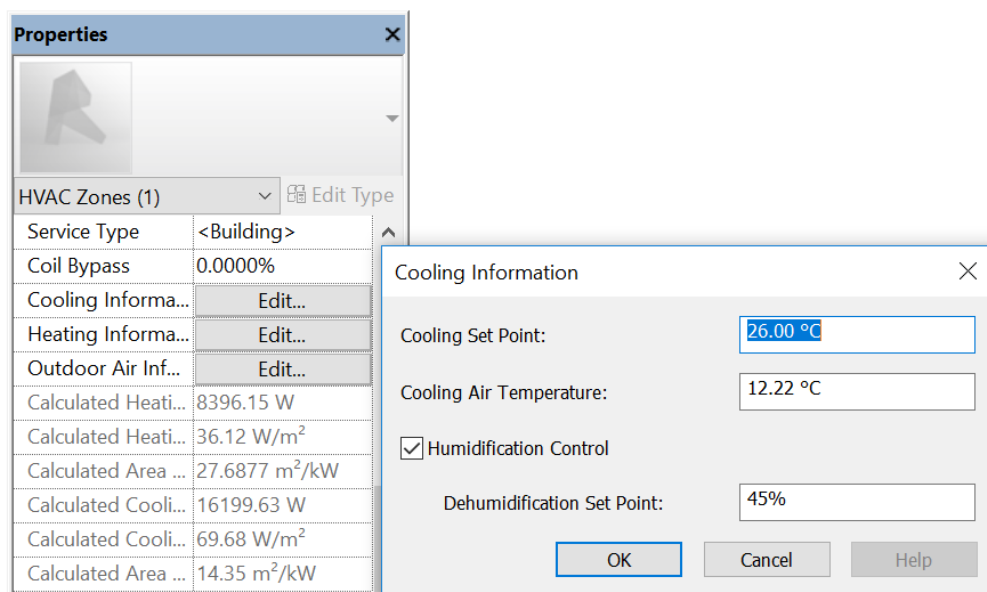 Properties
HVAC Zones (1) Edit Type
Service Type <Building>
Coil Bypass 0.0000%
Cooling Informa... Edit...
Heating Informa... Edit...
Outdoor Air Inf... Edit...
Calculated Heati... 8396.15 W
Calculated Heati... 36.12 W/m²
Calculated Area ... 27.6877 m²/kW
Calculated Cooli... 16199.63 W
Calculated Cooli... 69.68 W/m²
Calculated Area ... 14.35 m²/kW
Cooling Information
Cooling Set Point: 26.00 °C
Cooling Air Temperature: 12.22 °C
Humidification Control
Dehumidification Set Point: 45%
OK Cancel Help